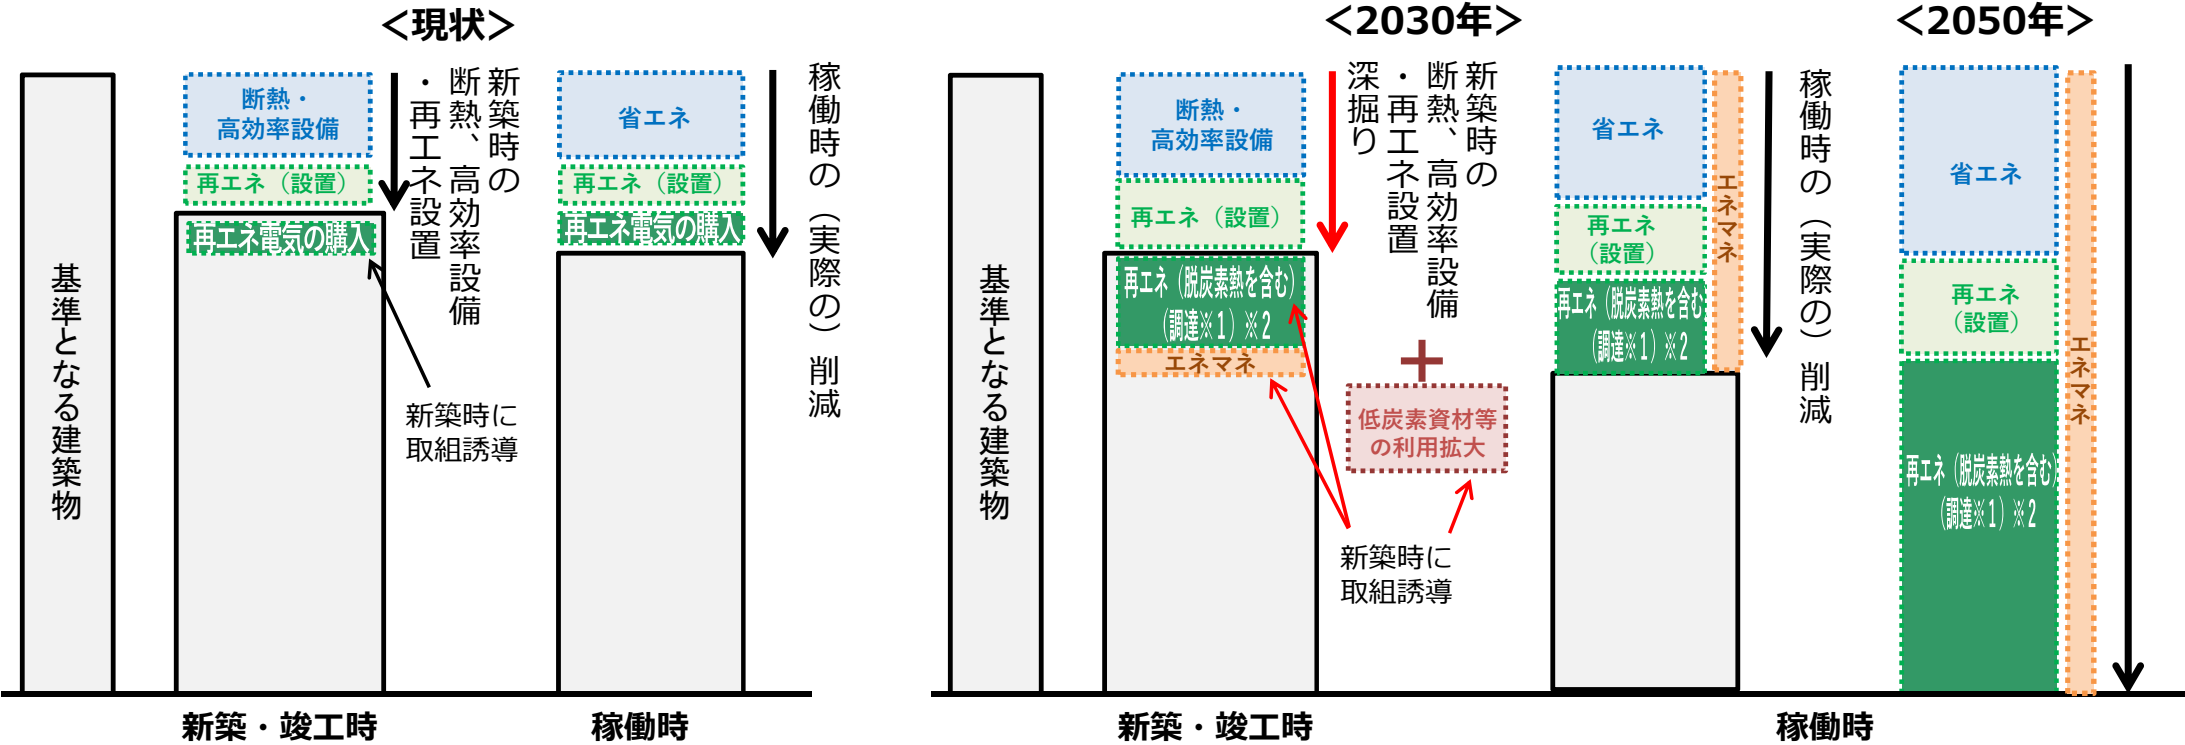 ＜現状＞
基準となる建築物
断熱・
高効率設備
再エネ（設置）
再エネ電気の購入
新築時の
断熱、高効率設備
・再エネ設置
新築時に
取組誘導
省エネ
再エネ（設置）
再エネ電気の購入
稼働時の（実際の）削減
新築・竣工時
稼働時
＜2030年＞
基準となる建築物
断熱・
高効率設備
再エネ（設置）
再エネ（脱炭素熱を含む）
（調達※１）※２
エネマネ
新築時の
断熱、高効率設備
・再エネ設置
深掘り
＋
低炭素資材等
の利用拡大
新築時に
取組誘導
省エネ
再エネ
（設置）
再エネ（脱炭素熱を含む
（調達※１）※２
エネマネ
稼働時の（実際の）削減
＜2050年＞
省エネ
再エネ
（設置）
再エネ（脱炭素熱を含む）
（調達※１）※２
エネマネ
新築・竣工時
稼働時